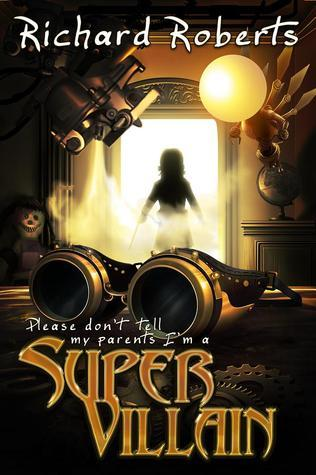 Richard Roberts
Please don't tell
my parents I'm a
SUPER
VILLAIN